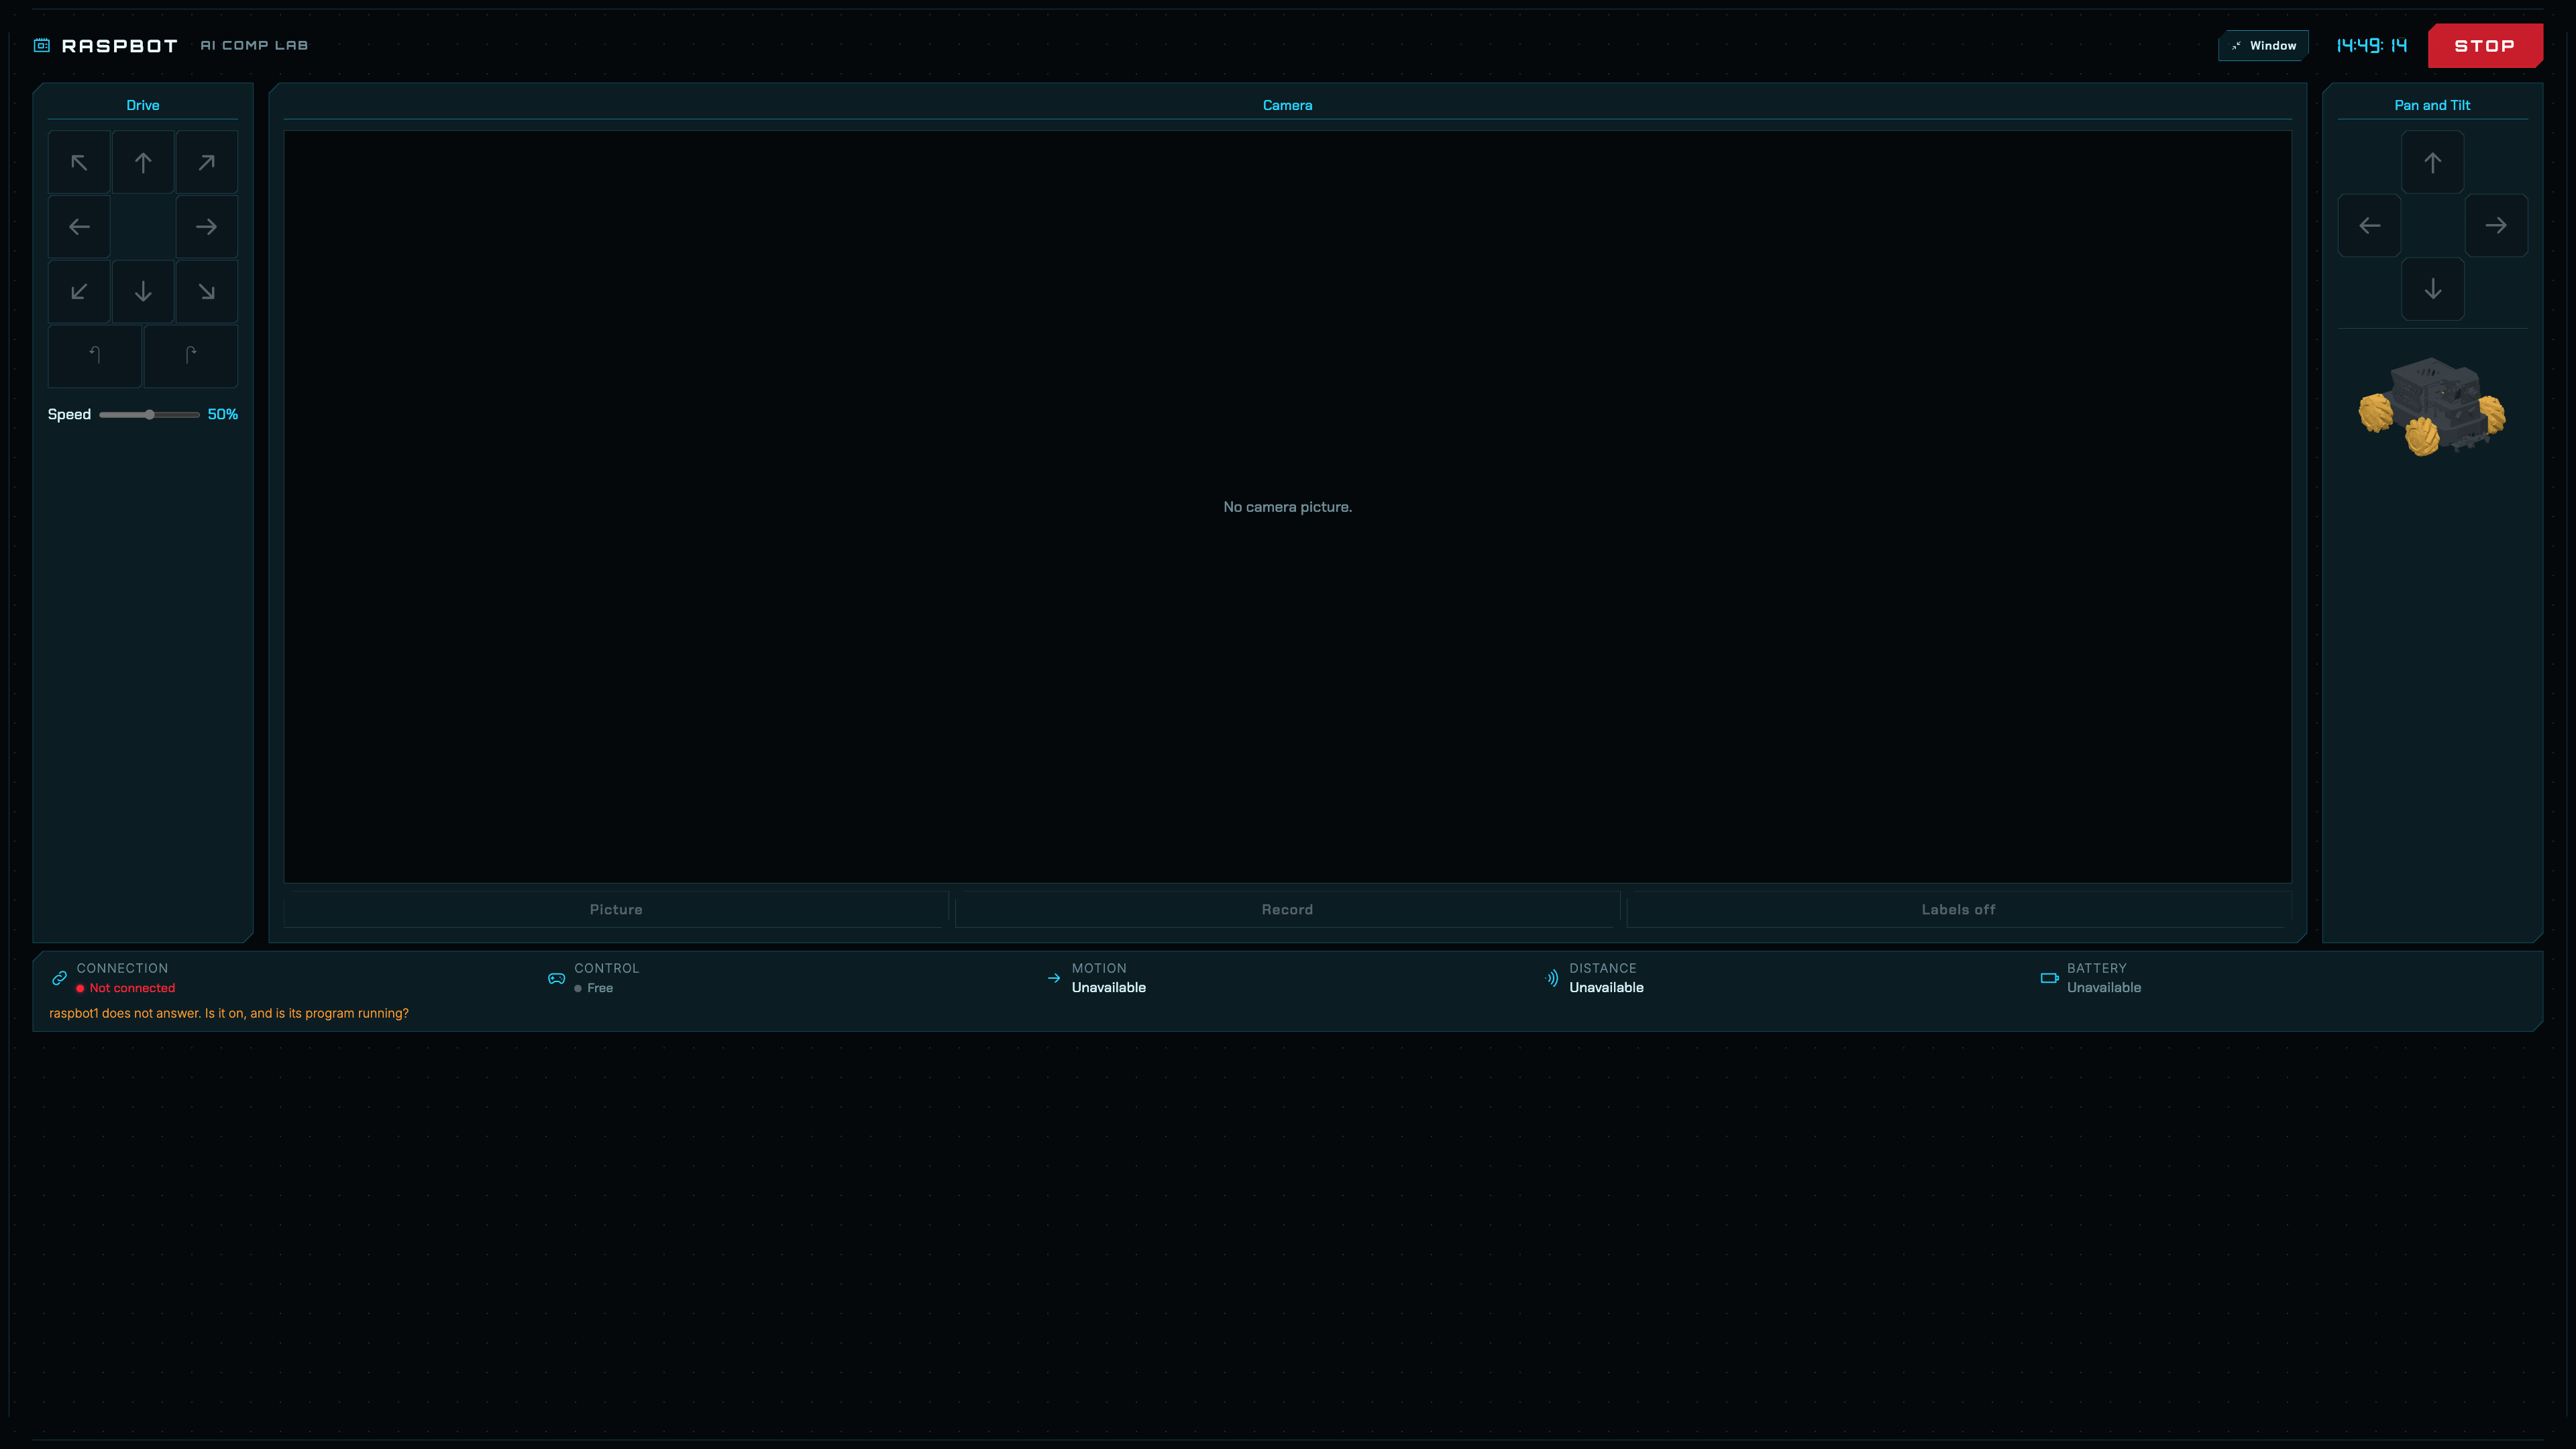 RASPBOT AI COMP LAB Window 14:49:14 STOP
Drive
Camera
Pan and Tilt
Speed 50%
No camera picture.
Picture Record Labels off
CONNECTION
Not connected
CONTROL
Free
MOTION
Unavailable
DISTANCE
Unavailable
BATTERY
Unavailable
raspbot1 does not answer. Is it on, and is its program running?